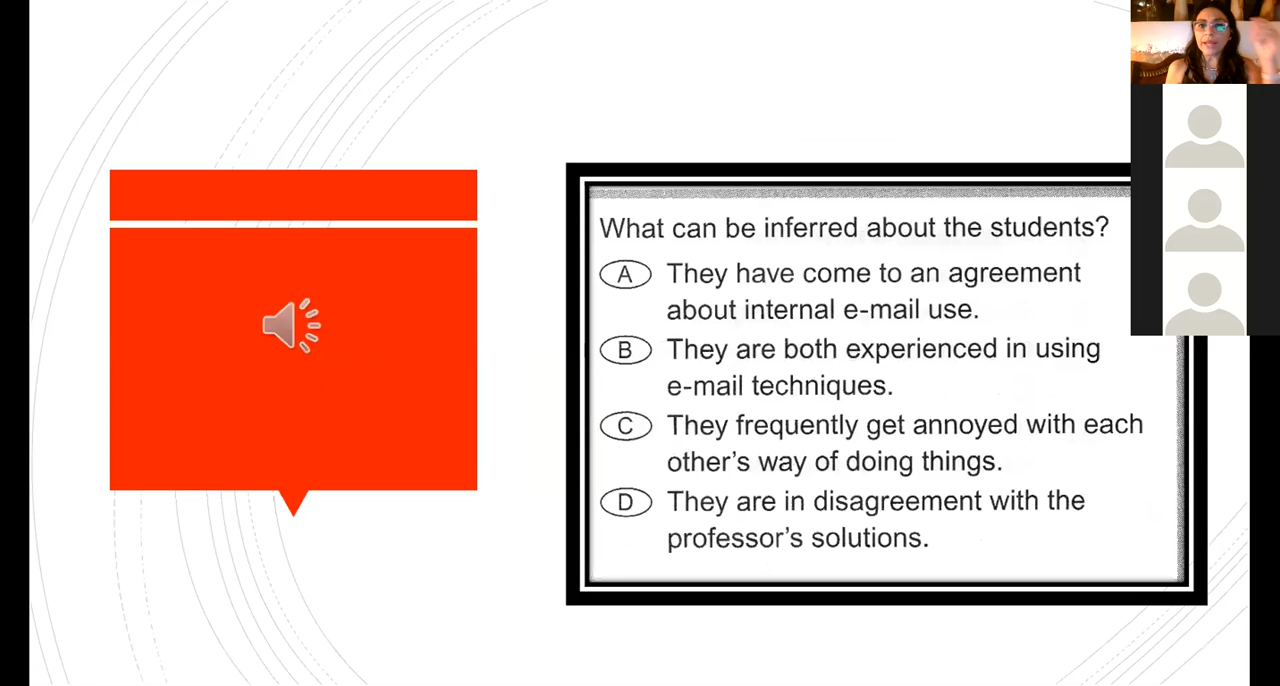 What can be inferred about the students?
A They have come to an agreement
about internal e-mail use.
B They are both experienced in using
e-mail techniques.
C They frequently get annoyed with each
other's way of doing things.
D They are in disagreement with the
professor's solutions.